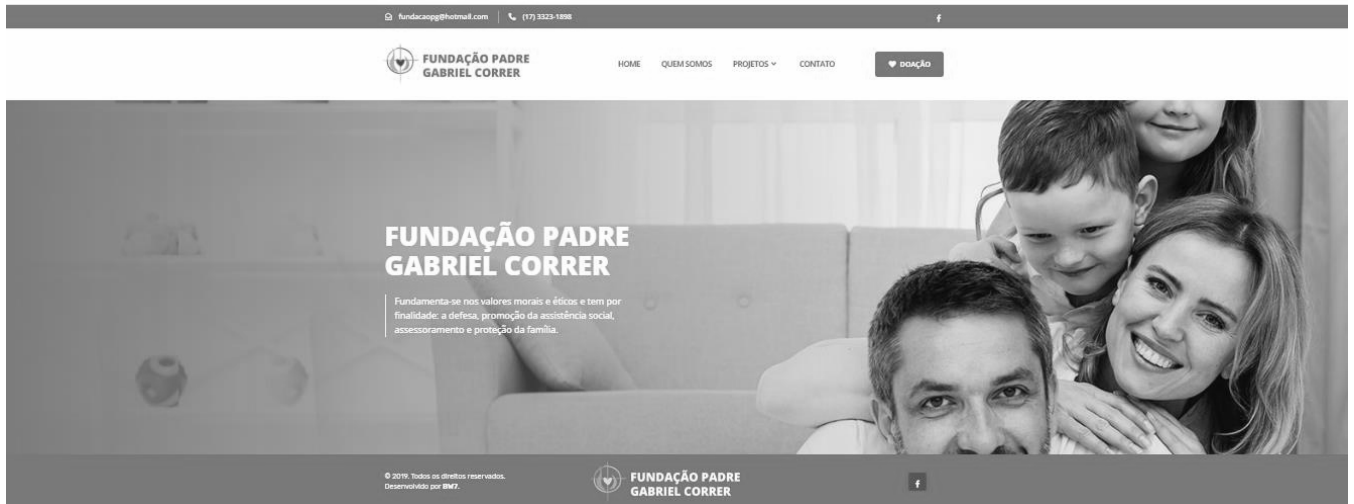 fundacaopg@hotmail.com
(17) 3323-1898
f
FUNDAÇÃO PADRE
GABRIEL CORRER
HOME
QUEM SOMOS
PROJETOS
CONTATO
DOAÇÃO
FUNDAÇÃO PADRE
GABRIEL CORRER
Fundamenta-se nos valores morais e éticos e tem por
finalidade: a defesa, promoção da assistência social,
assessoramento e proteção da família.
© 2019. Todos os direitos reservados.
Desenvolvido por BW7.
FUNDAÇÃO PADRE
GABRIEL CORRER
f